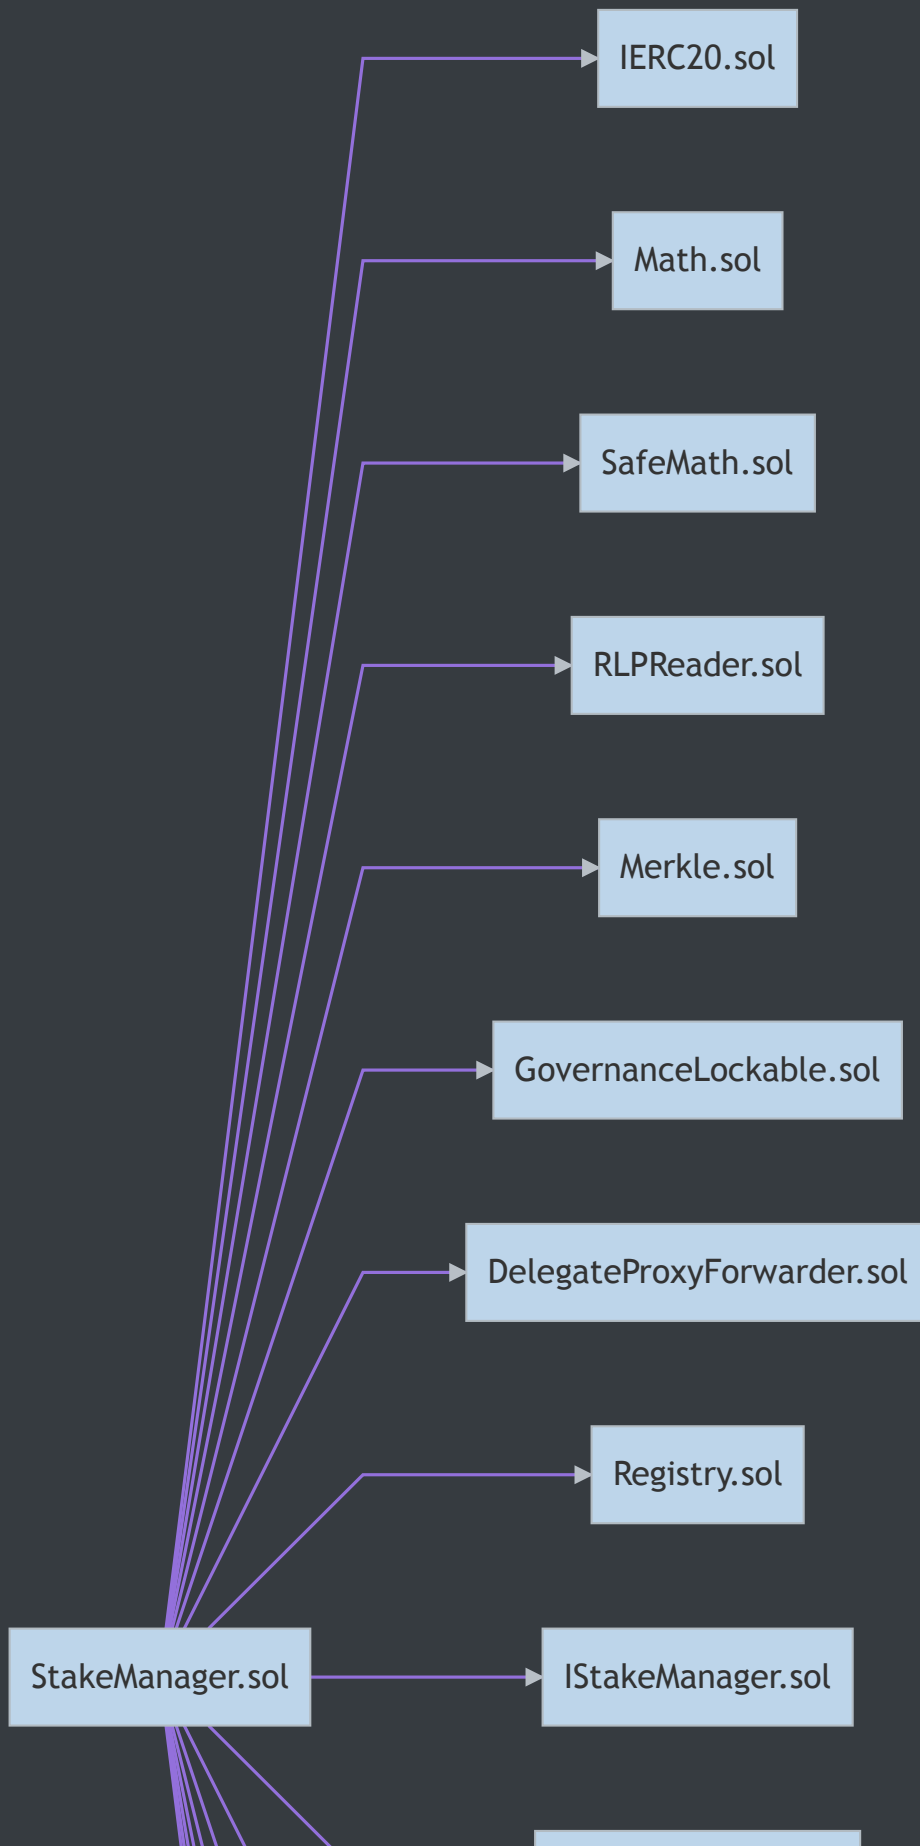 IERC20.sol
Math.sol
SafeMath.sol
RLPReader.sol
Merkle.sol
GovernanceLockable.sol
DelegateProxyForwarder.sol
Registry.sol
StakeManager.sol
IStakeManager.sol